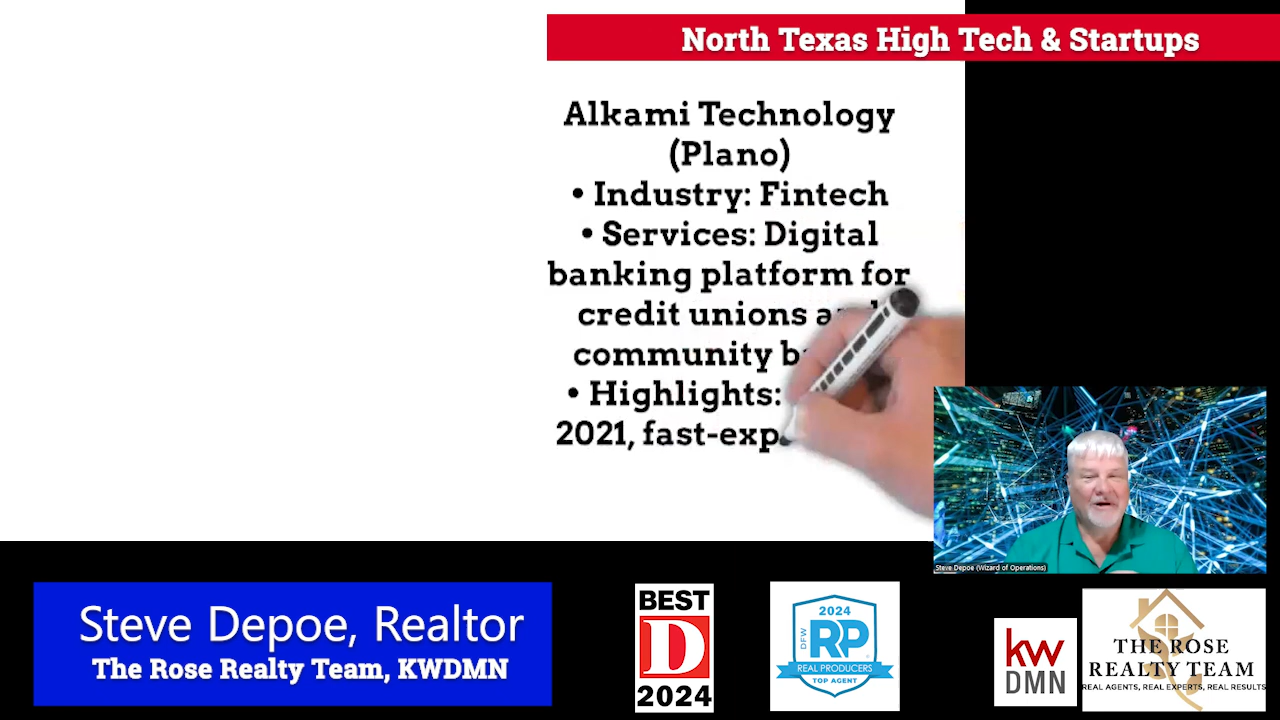 North Texas High Tech & Startups
Alkami Technology
(Plano)
• Industry: Fintech
• Services: Digital
banking platform for
credit unions
community
• Highlights:
2021,
Steve Depoe (Wizard of Operations)
Steve Depoe, Realtor
The Rose Realty Team, KWDMN
BEST
D
2024
2024
DFW
RP
REAL PRODUCERS
TOP AGENT
kw
DMN
THE ROSE
REALTY TEAM
REAL AGENTS, REAL EXPERTS, REAL RESULTS